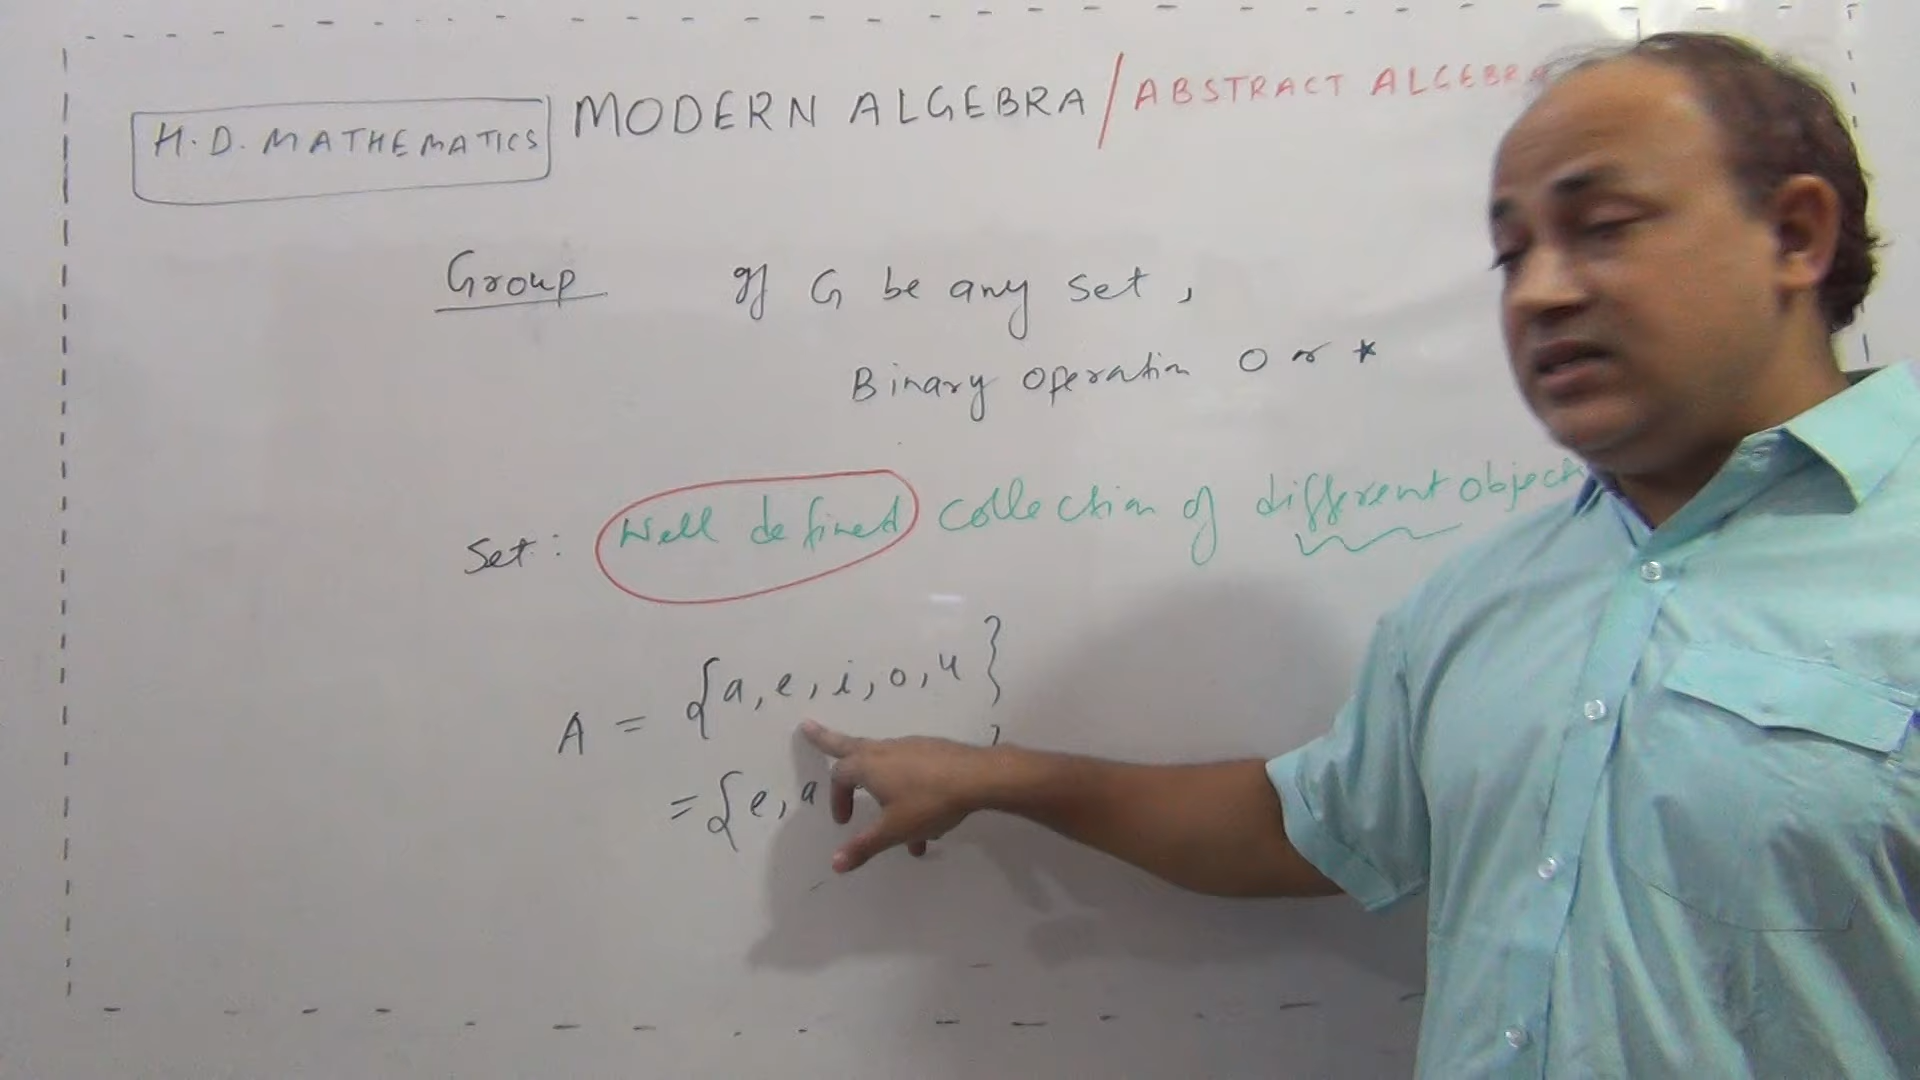 H.D. MATHEMATICS MODERN ALGEBRA / ABSTRACT ALGEBRA
Group If G be any set,
Binary operation O or *
Set: Well defined collection of different objec
A = {a, e, i, o, u}
= {e, a